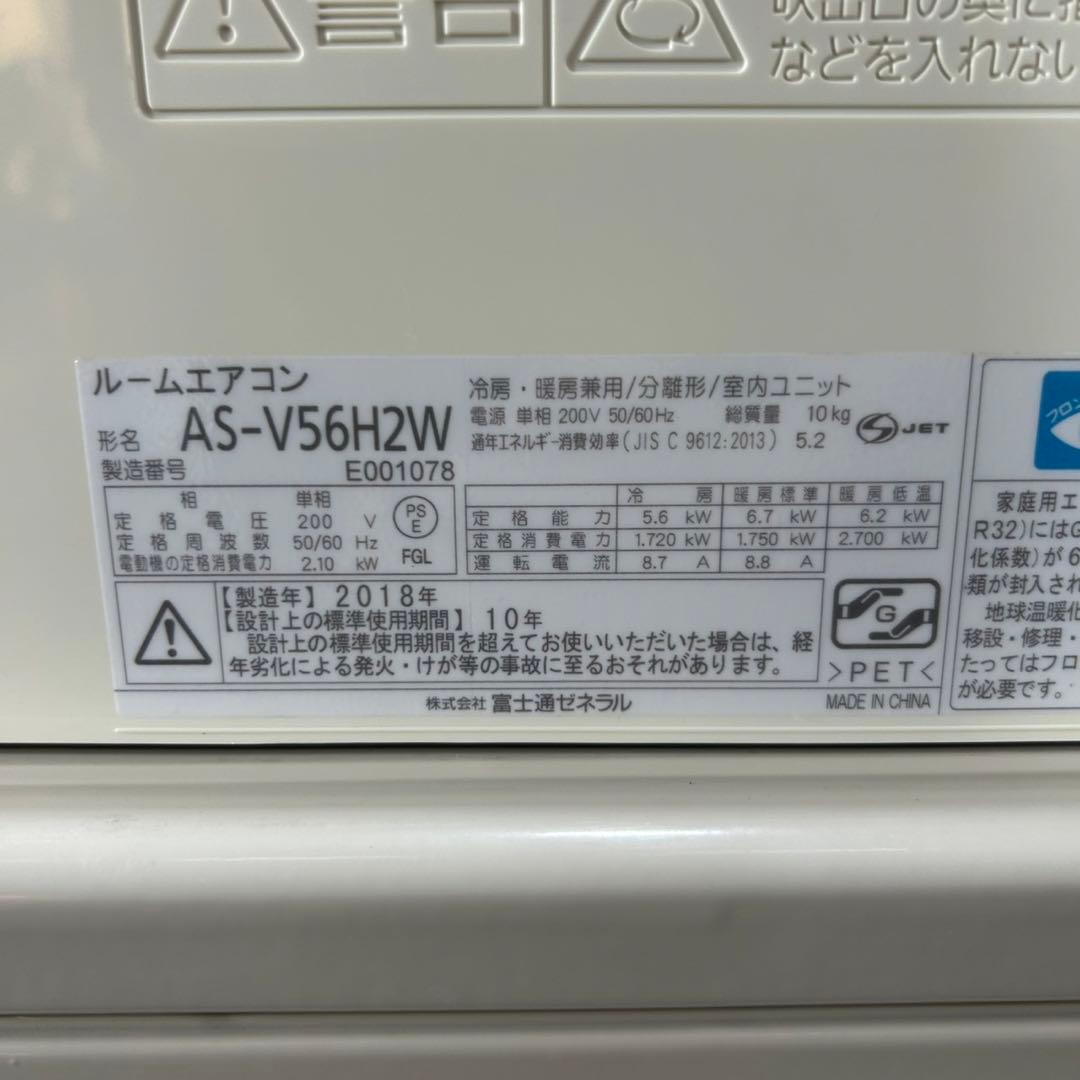 警告
吹出口の奥に指
などを入れない
ルームエアコン
形名 AS-V56H2W
製造番号 E001078
冷房・暖房兼用/分離形/室内ユニット
電源 単相 200V 50/60Hz 総質量 10kg
通年エネルギー消費効率(JIS C 9612:2013) 5.2
JET
相 単相
定格電圧 200 V
定格周波数 50/60 Hz
電動機の定格消費電力 2.10 kW
PS
E
FGL
冷房 暖房標準 暖房低温
定格能力 5.6 kW 6.7 kW 6.2 kW
定格消費電力 1.720 kW 1.750 kW 2.700 kW
運転電流 8.7 A 8.8 A
【製造年】2018年
【設計上の標準使用期間】10年
設計上の標準使用期間を超えてお使いいただいた場合は、経
年劣化による発火・けが等の事故に至るおそれがあります。
G
>PET<
株式会社 富士通ゼネラル
MADE IN CHINA
フロン
家庭用エ
R32)にはG
化係数)が6
類が封入され
地球温暖化
移設・修理・
たってはフロ
が必要です。